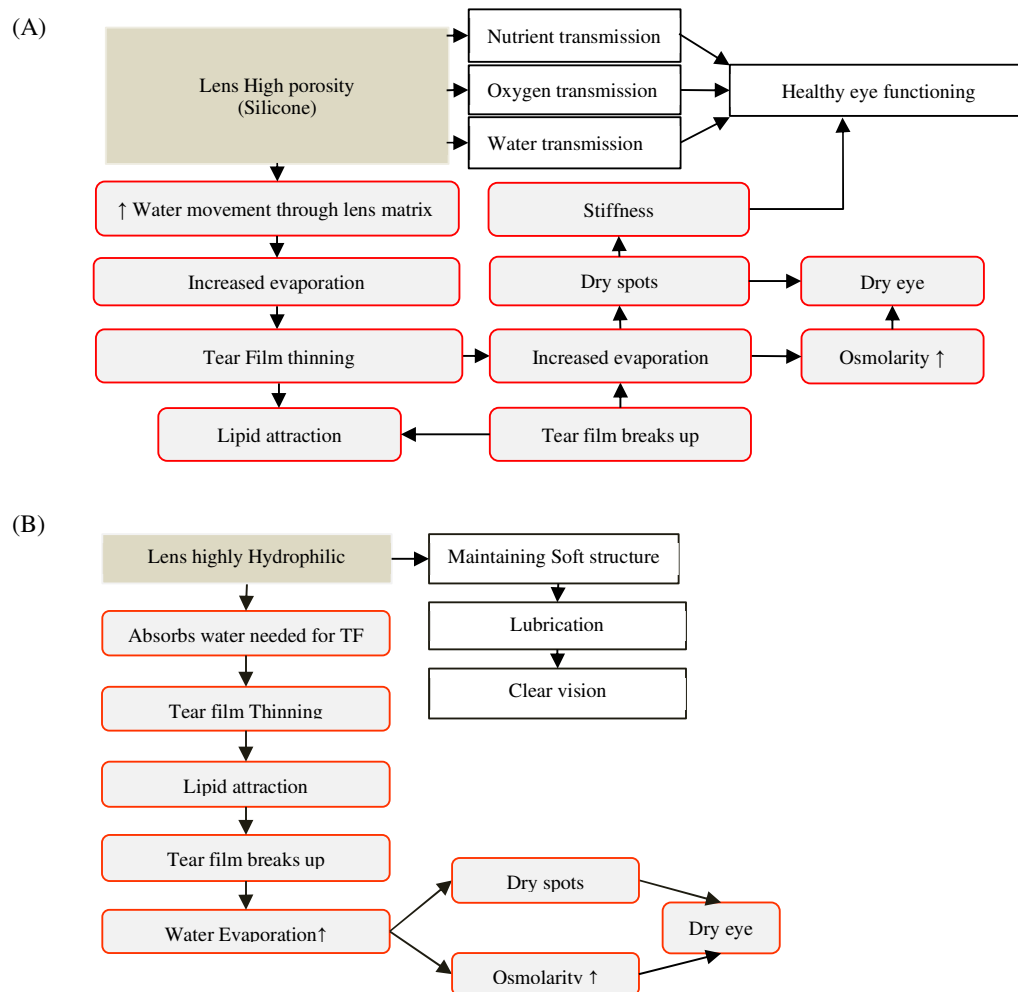 (A)
Lens High porosity
(Silicone)
Nutrient transmission
Oxygen transmission
Water transmission
Healthy eye functioning
↑ Water movement through lens matrix
Stiffness
Increased evaporation
Dry spots
Dry eye
Tear Film thinning
Increased evaporation
Osmolarity ↑
Lipid attraction
Tear film breaks up
(B)
Lens highly Hydrophilic
Maintaining Soft structure
Absorbs water needed for TF
Lubrication
Tear film Thinning
Clear vision
Lipid attraction
Tear film breaks up
Dry spots
Water Evaporation↑
Dry eye
Osmolarity ↑